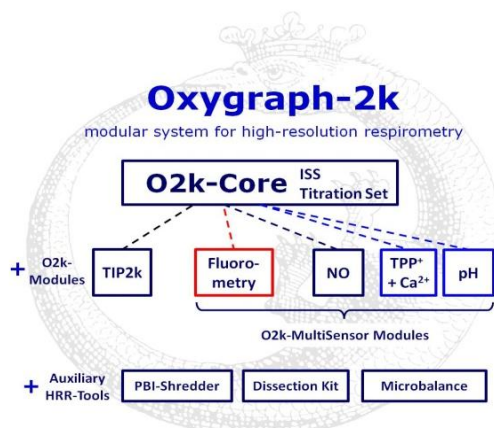 Oxygraph-2k
modular system for high-resolution respirometry
O2k-Core ISS
Titration Set
+ O2k-
Modules
TIP2k
Fluoro-
metry
NO
TPP⁺
+ Ca²⁺
pH
O2k-MultiSensor Modules
+ Auxiliary
HRR-Tools
PBI-Shredder
Dissection Kit
Microbalance